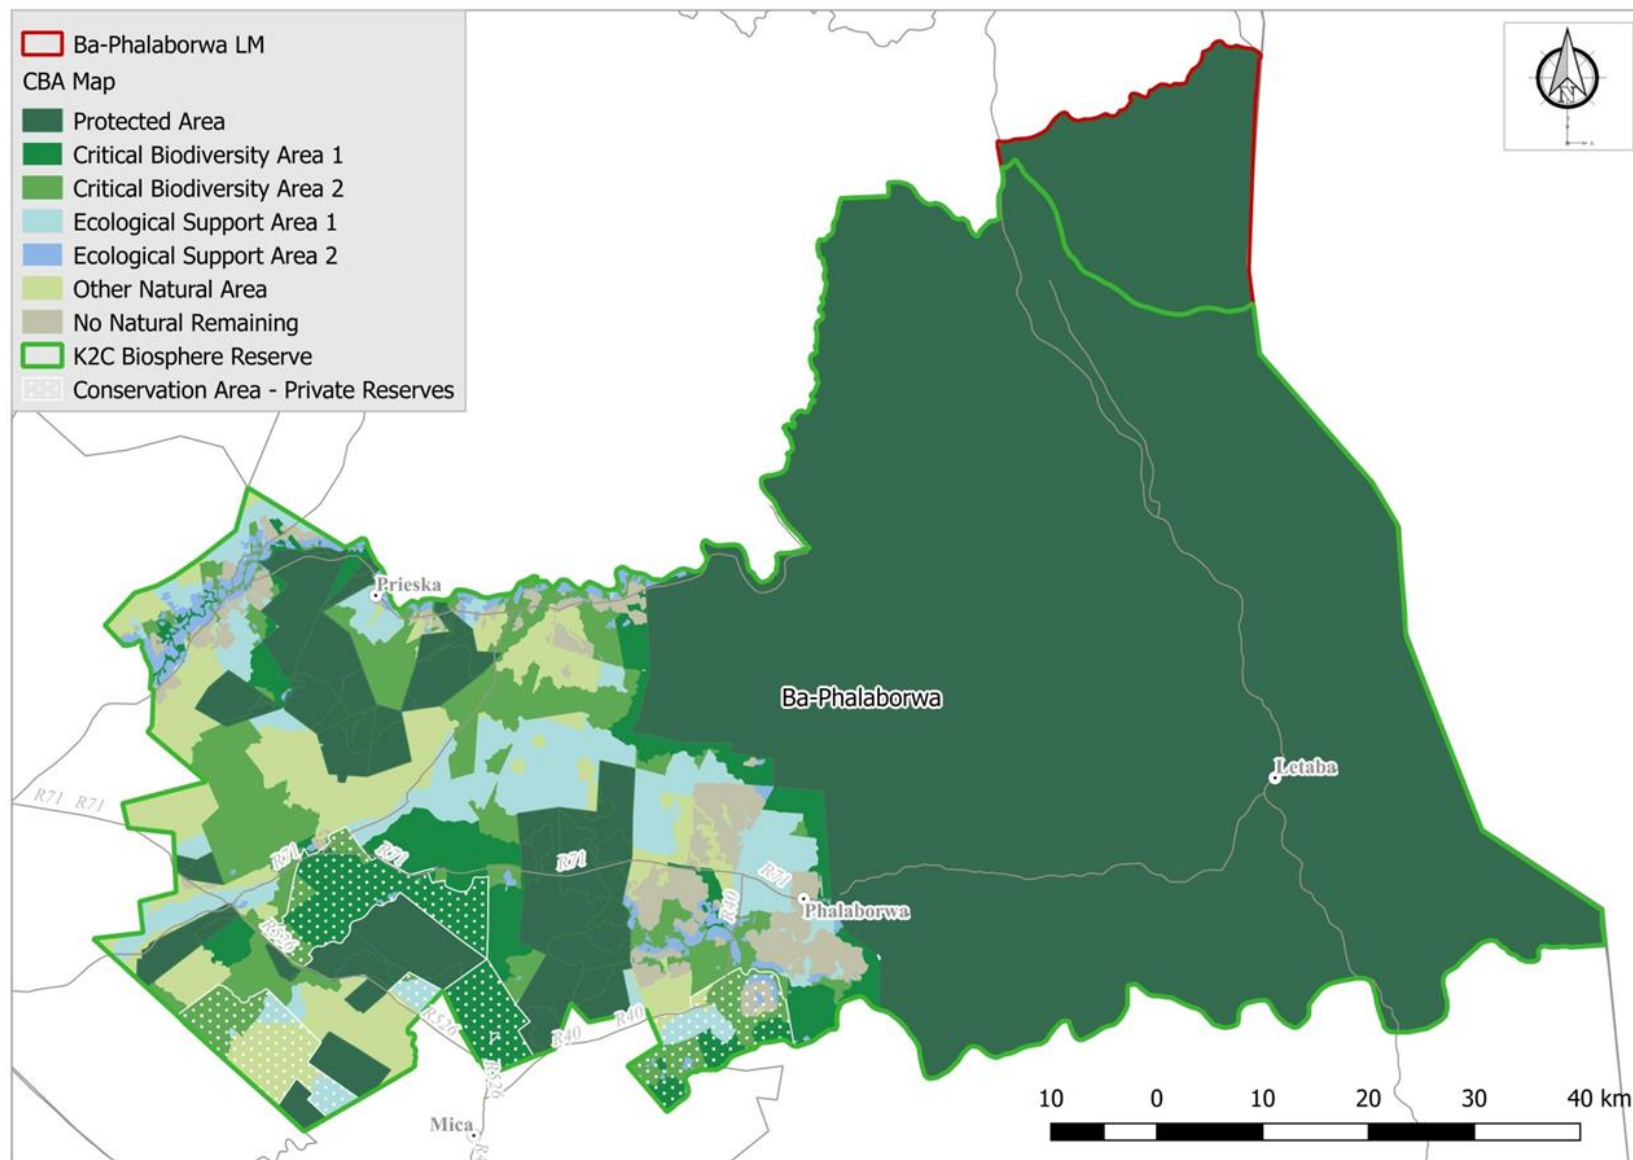 Ba-Phalaborwa LM
CBA Map
Protected Area
Critical Biodiversity Area 1
Critical Biodiversity Area 2
Ecological Support Area 1
Ecological Support Area 2
Other Natural Area
No Natural Remaining
K2C Biosphere Reserve
Conservation Area - Private Reserves
N
Prieska
Ba-Phalaborwa
Letaba
R71 R71
R71
R71
R71
R71
R40
Phalaborwa
R526
R526
R40
R40
R526
Mica
10 0 10 20 30 40 km